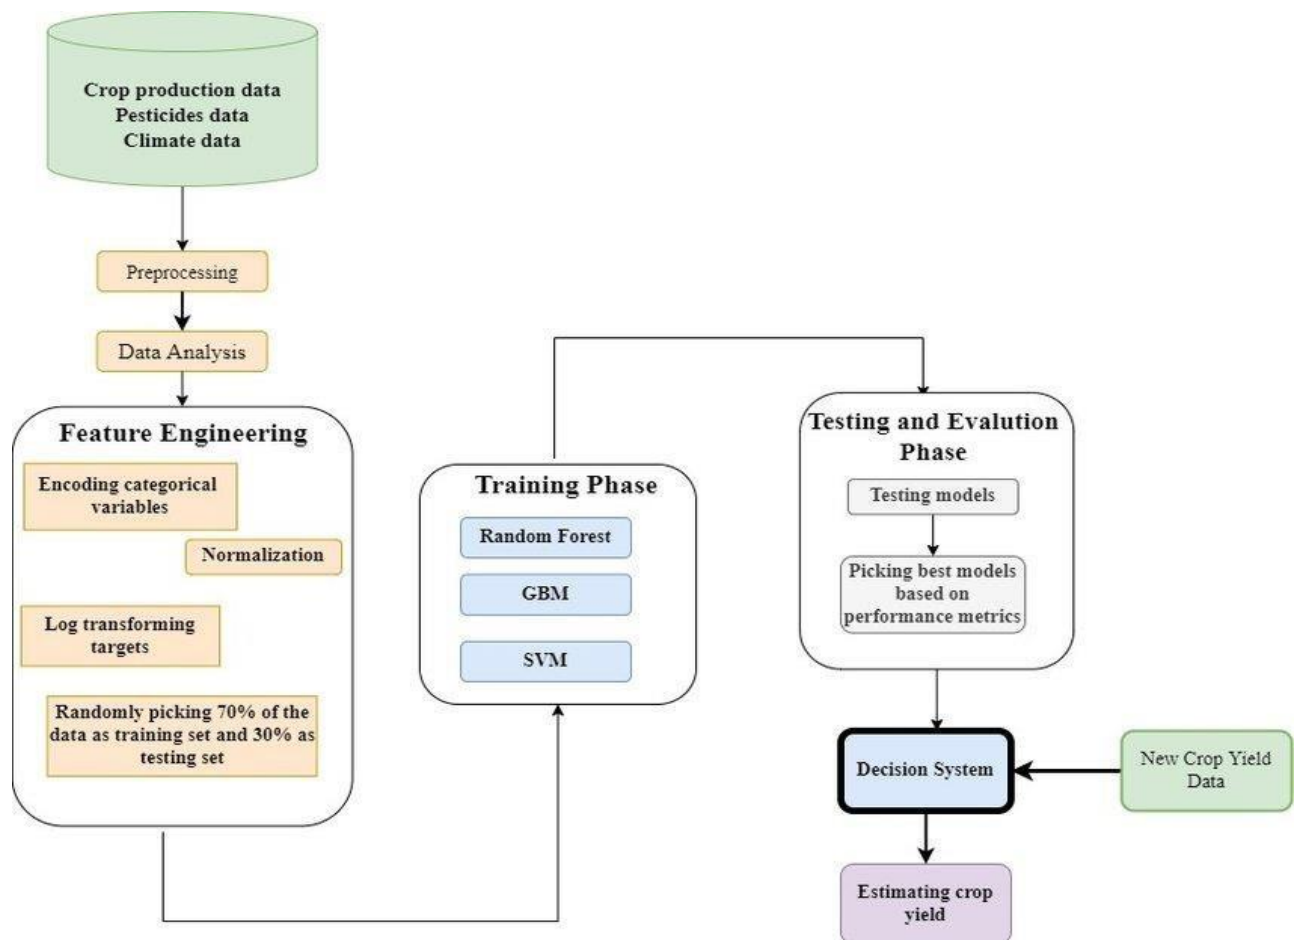 Crop production data
Pesticides data
Climate data
Preprocessing
Data Analysis
Feature Engineering
Encoding categorical
variables
Normalization
Log transforming
targets
Randomly picking 70% of the
data as training set and 30% as
testing set
Training Phase
Random Forest
GBM
SVM
Testing and Evalution
Phase
Testing models
Picking best models
based on
performance metrics
Decision System
New Crop Yield
Data
Estimating crop
yield